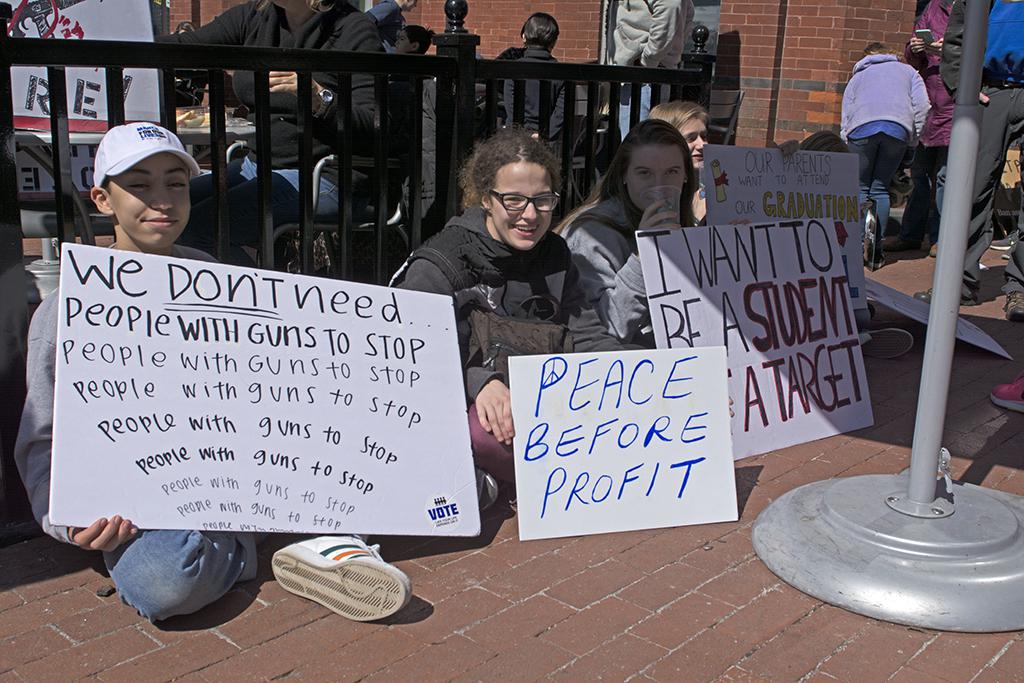 RE
We DON'T need....
PEOPLE WITH GUNS TO STOP
people with guns to stop
people with guns to stop
people with guns to stop
people with guns to stop
people with guns to stop
people with guns to stop
people with
VOTE
PEACE
BEFORE
PROFIT
OUR PARENTS
WANT TO ATTEND
OUR GRADUATION
I WANT TO
BE A STUDENT
A TARGET